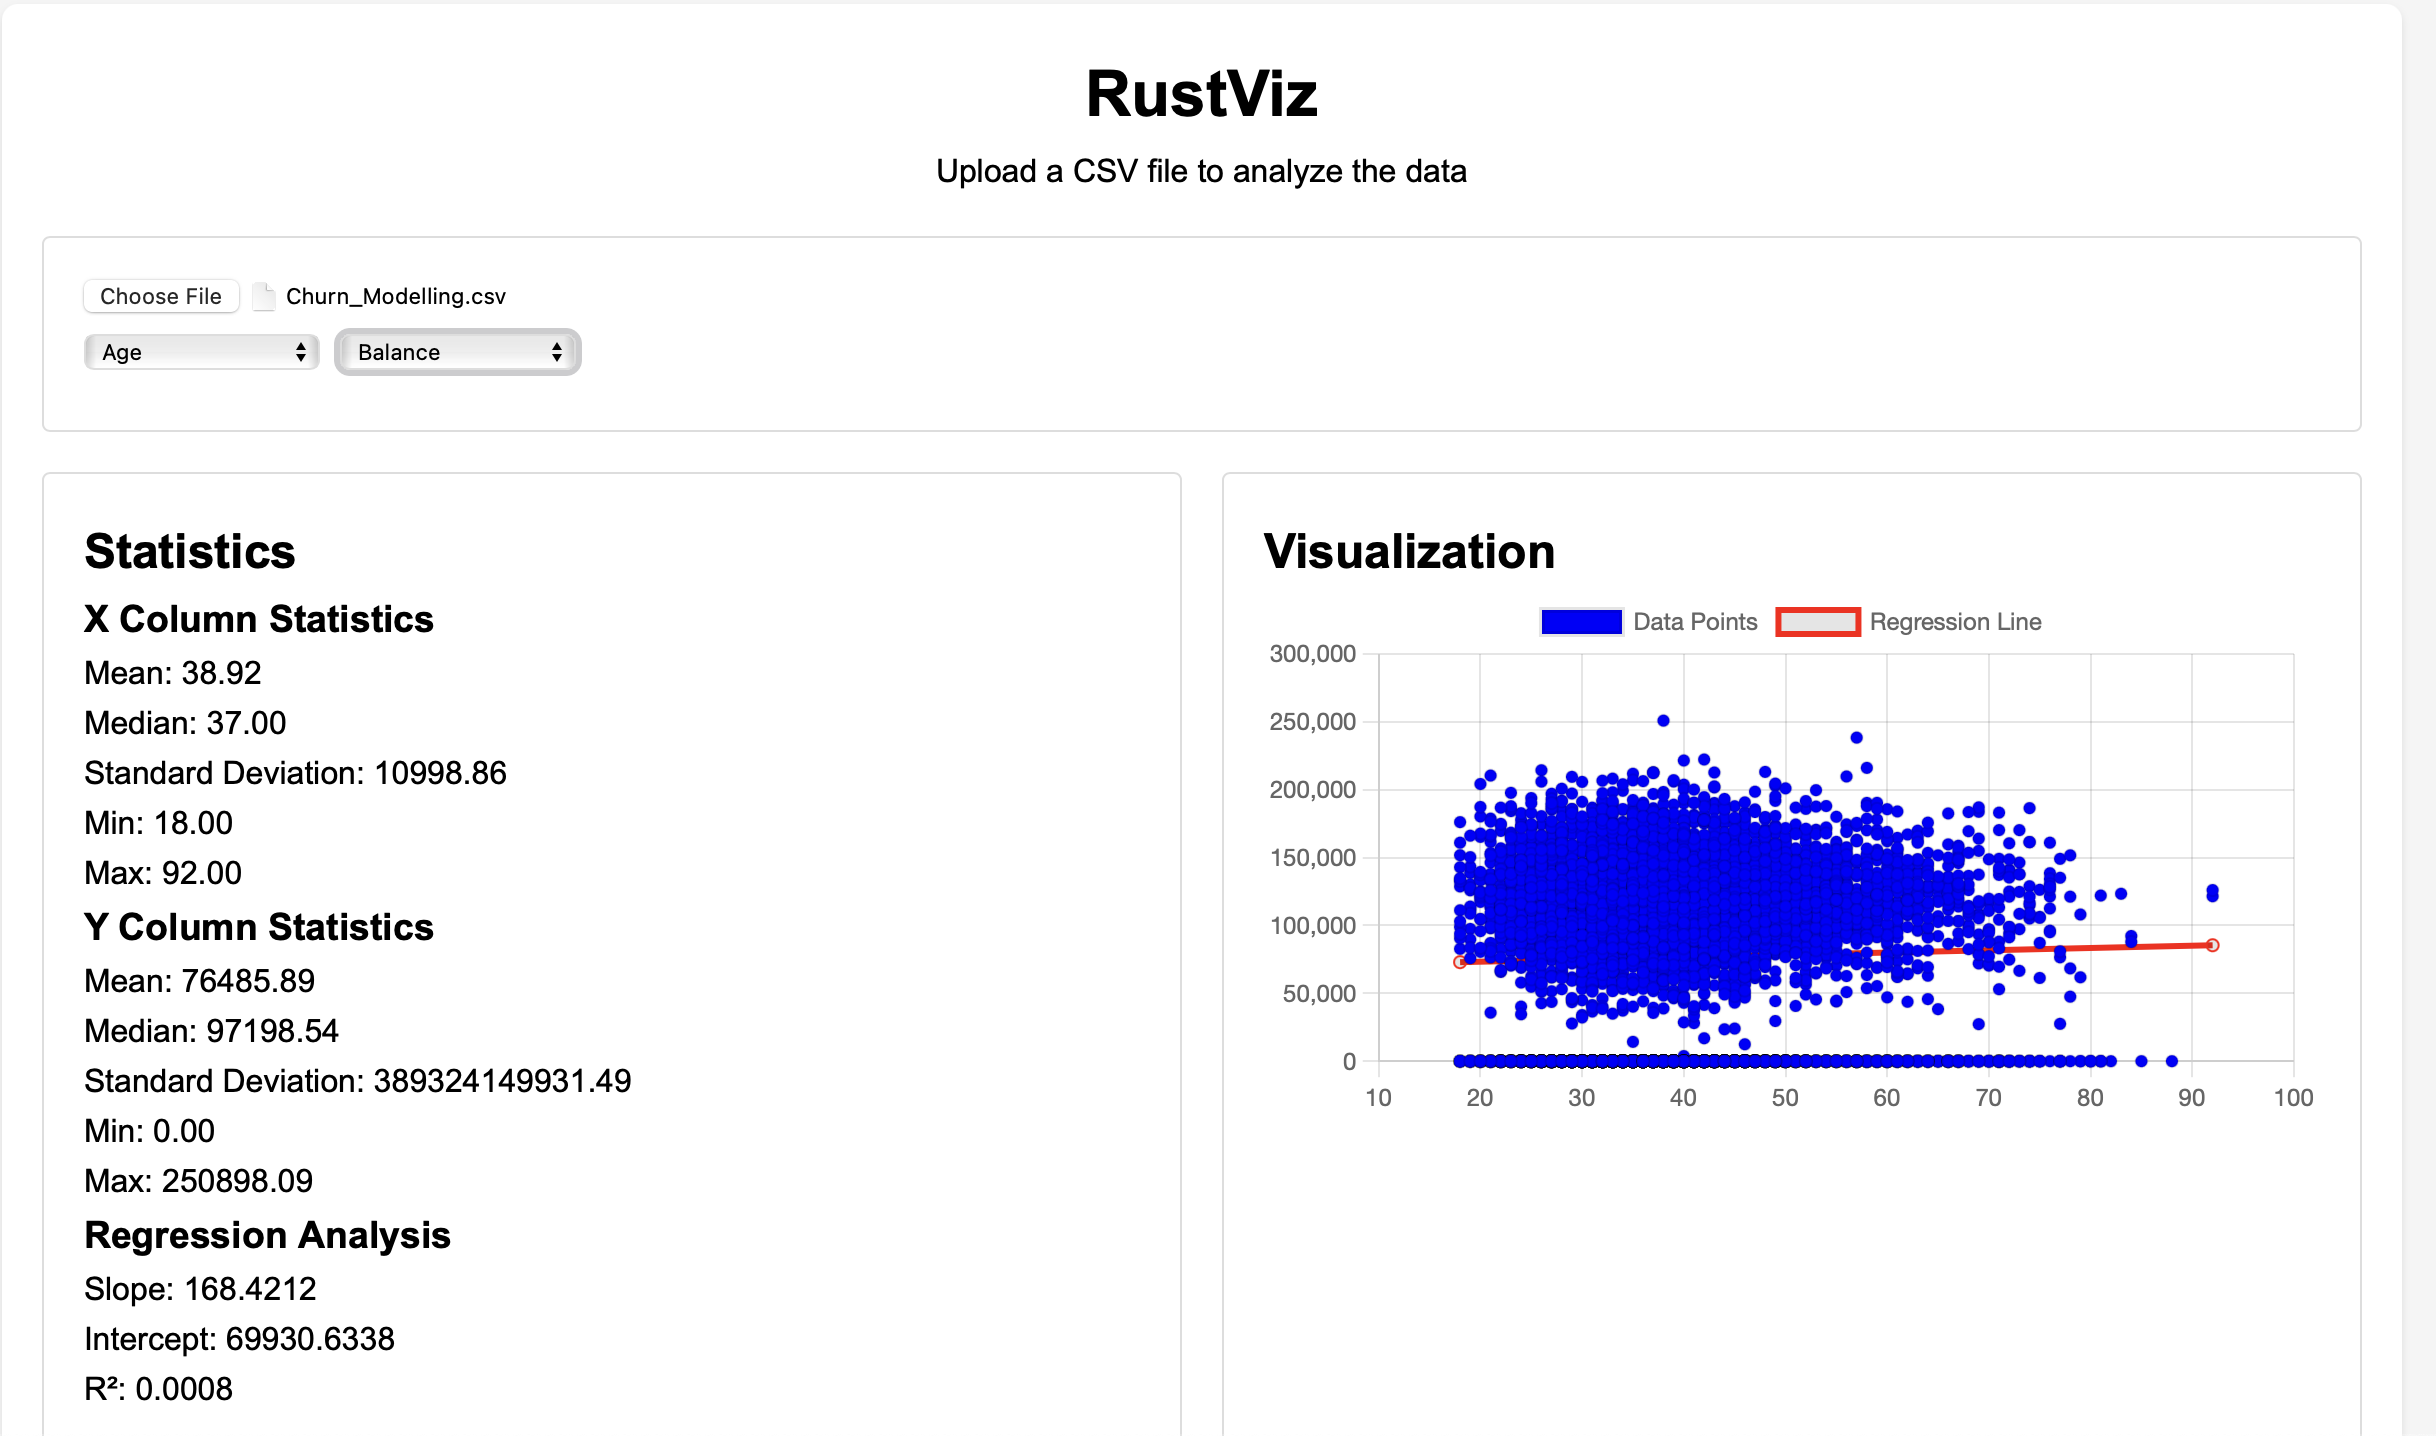 RustViz
Upload a CSV file to analyze the data
Choose File Churn_Modelling.csv
Age Balance
Statistics
X Column Statistics
Mean: 38.92
Median: 37.00
Standard Deviation: 10998.86
Min: 18.00
Max: 92.00
Y Column Statistics
Mean: 76485.89
Median: 97198.54
Standard Deviation: 389324149931.49
Min: 0.00
Max: 250898.09
Regression Analysis
Slope: 168.4212
Intercept: 69930.6338
R²: 0.0008
Visualization
Data Points Regression Line
300,000
250,000
200,000
150,000
100,000
50,000
0
10 20 30 40 50 60 70 80 90 100